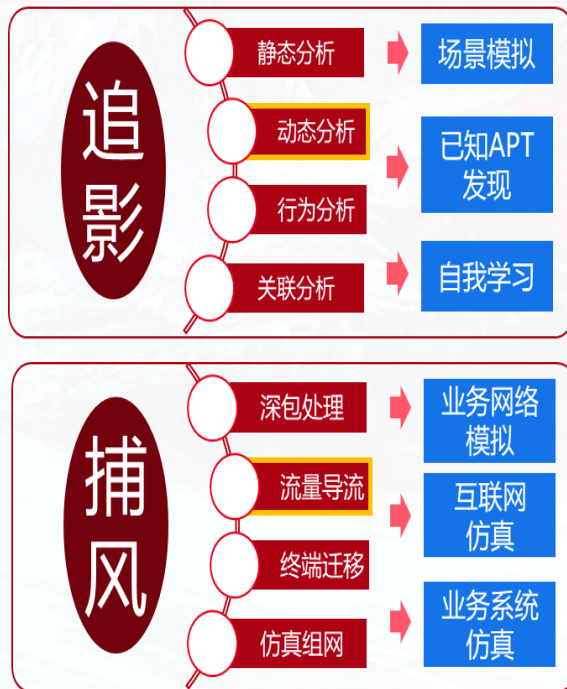 追
影
静态分析
动态分析
行为分析
关联分析
场景模拟
已知APT
发现
自我学习
捕
风
深包处理
流量导流
终端迁移
仿真组网
业务网络
模拟
互联网
仿真
业务系统
仿真